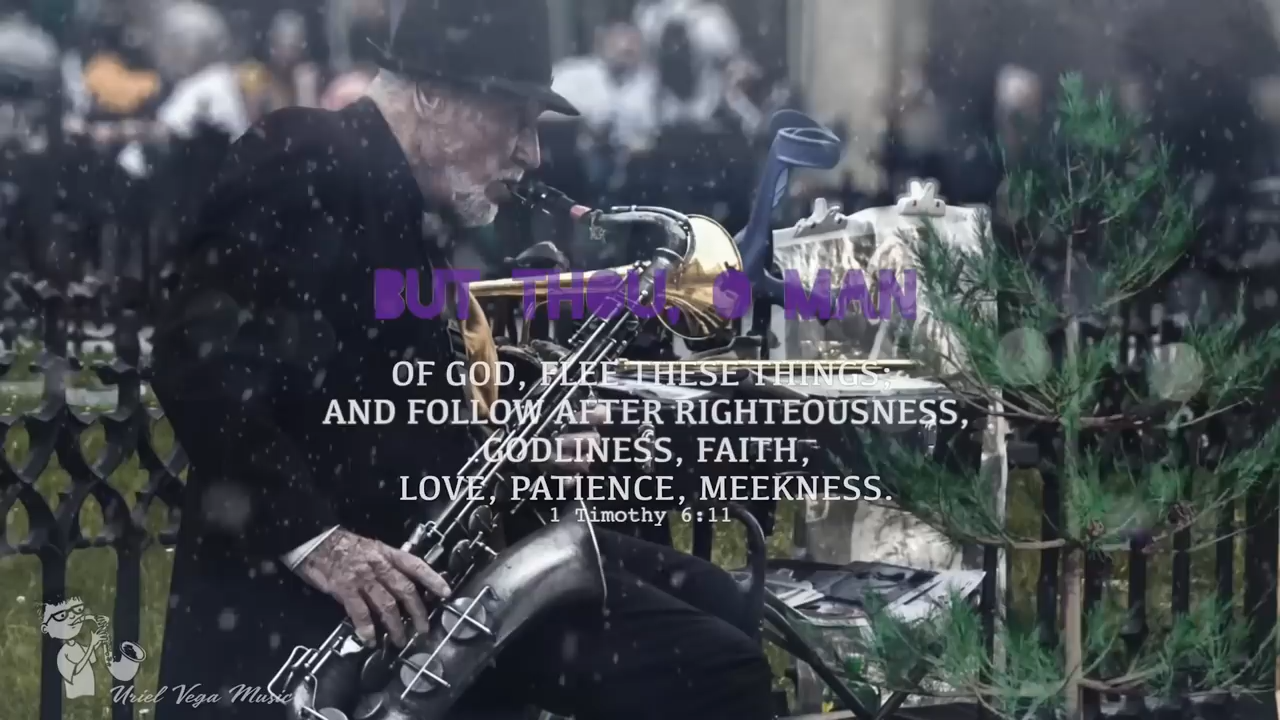 BUT THOU, O MAN
OF GOD, FLEE THESE THINGS;
AND FOLLOW AFTER RIGHTEOUSNESS,
GODLINESS, FAITH,
LOVE, PATIENCE, MEEKNESS.
1 Timothy 6:11
Uriel Vega Music